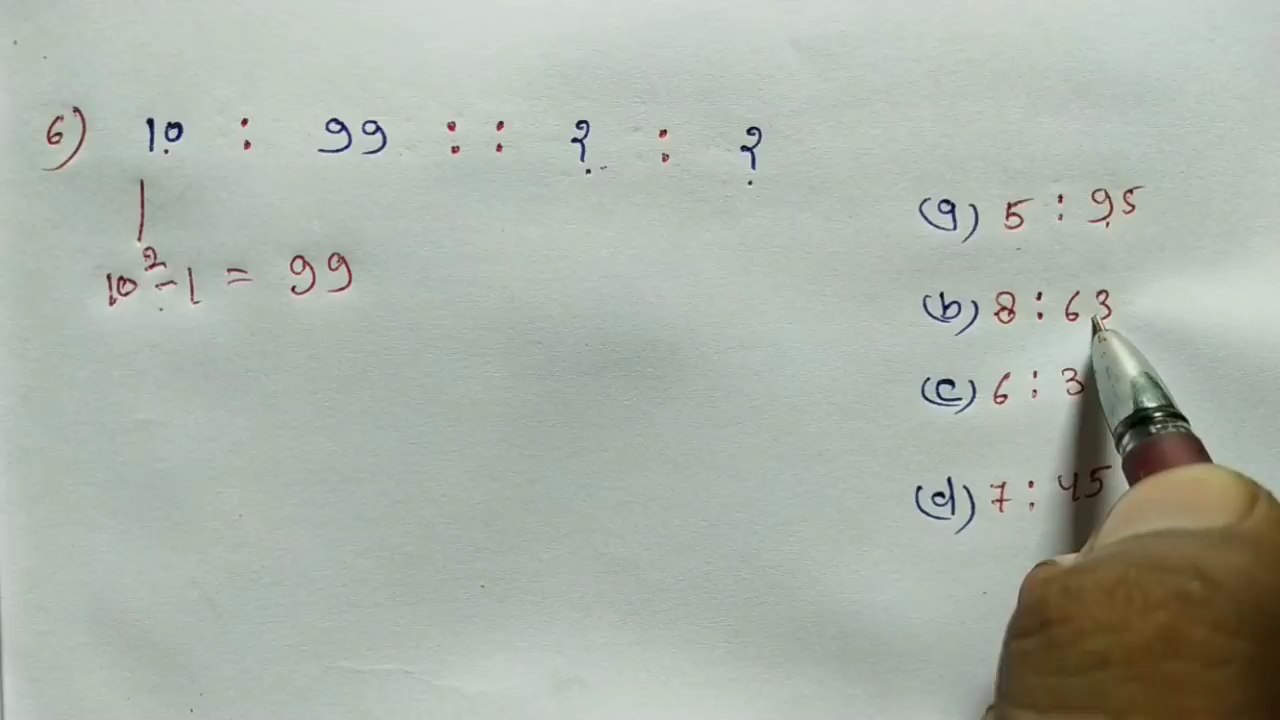 6) 10 : 99 :: ? : ?
10² - 1 = 99
(a) 5 : 95
(b) 8 : 63
(c) 6 : 3
(d) 7 : 45